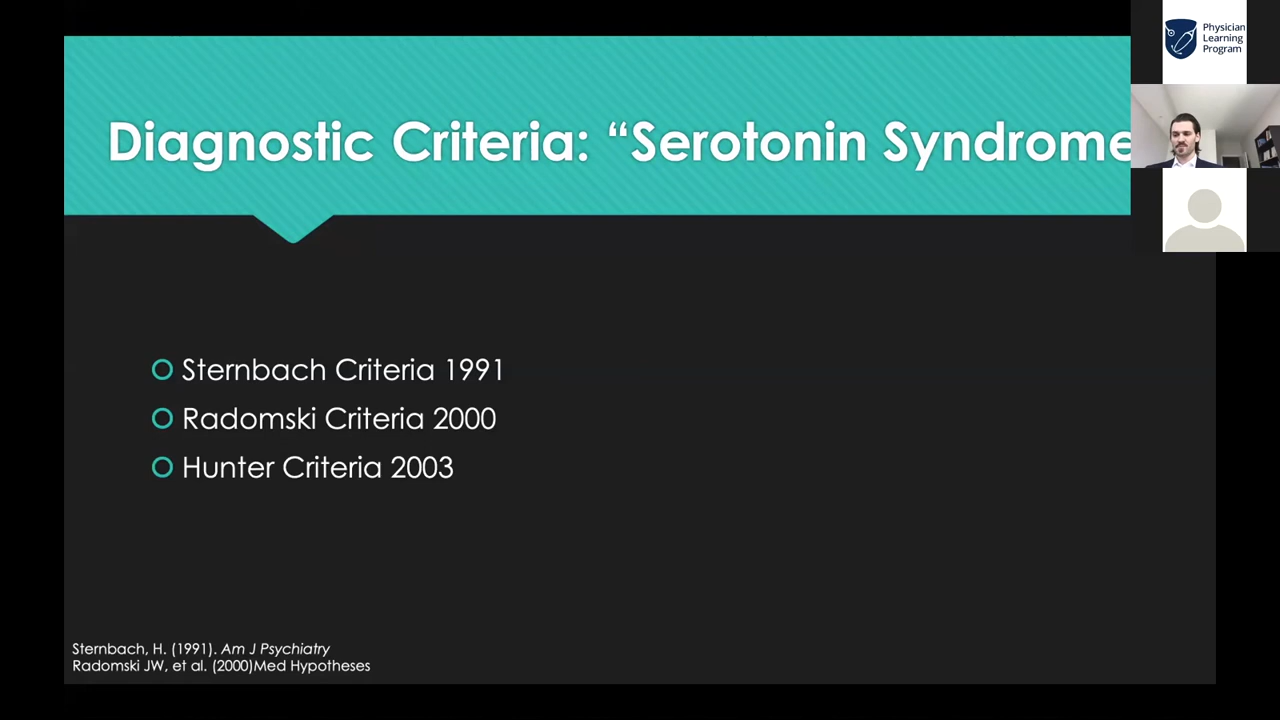 Physician
Learning
Program
Diagnostic Criteria: “Serotonin Syndrome
Sternbach Criteria 1991
Radomski Criteria 2000
Hunter Criteria 2003
Sternbach, H. (1991). Am J Psychiatry
Radomski JW, et al. (2000)Med Hypotheses